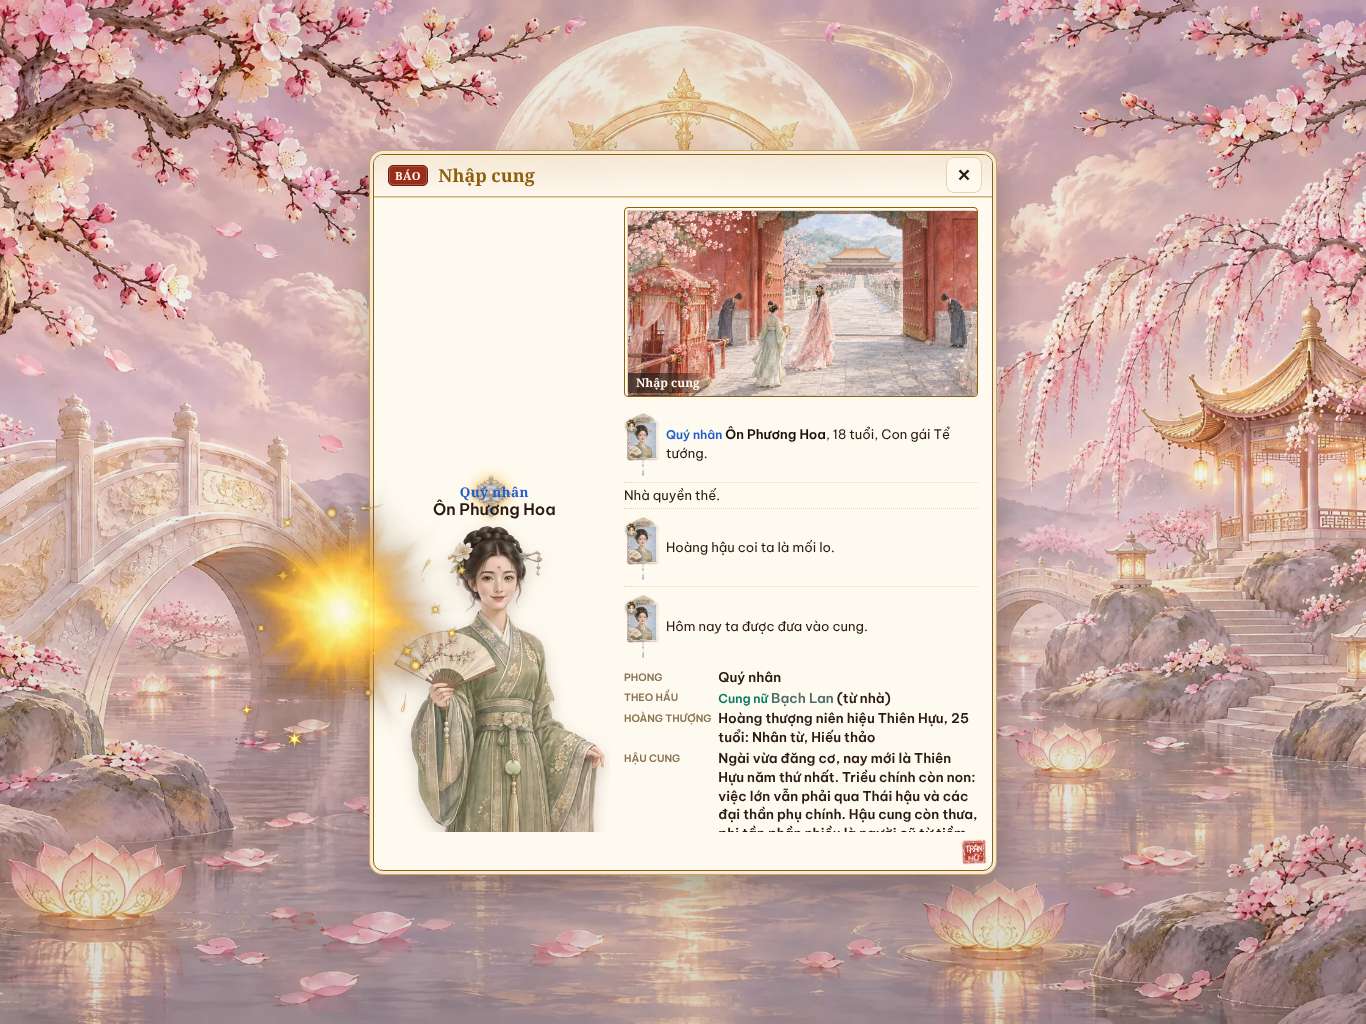 BÁO Nhập cung ✕
Nhập cung
Quý nhân
Ôn Phương Hoa
Quý nhân Ôn Phương Hoa, 18 tuổi, Con gái Tể
tướng.
Nhà quyền thế.
Hoàng hậu coi ta là mối lo.
Hôm nay ta được đưa vào cung.
PHONG Quý nhân
THEO HẦU Cung nữ Bạch Lan (từ nhà)
HOÀNG THƯỢNG Hoàng thượng niên hiệu Thiên Hựu, 25
tuổi: Nhân từ, Hiếu thảo
HẬU CUNG Ngài vừa đăng cơ, nay mới là Thiên
Hựu năm thứ nhất. Triều chính còn non:
việc lớn vẫn phải qua Thái hậu và các
đại thần phụ chính. Hậu cung còn thưa,